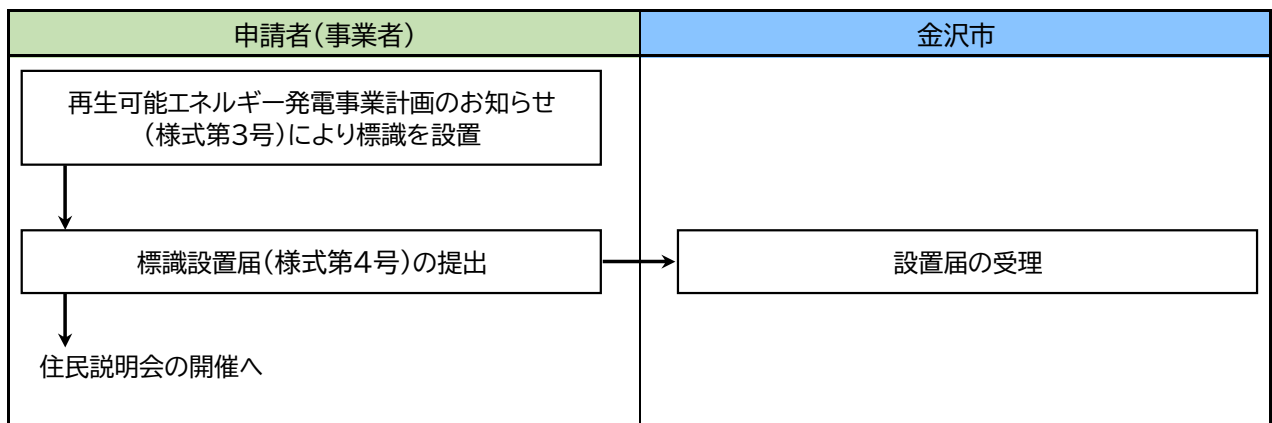 申請者（事業者）
金沢市
再生可能エネルギー発電事業計画のお知らせ
（様式第３号）により標識を設置
標識設置届（様式第４号）の提出
設置届の受理
住民説明会の開催へ